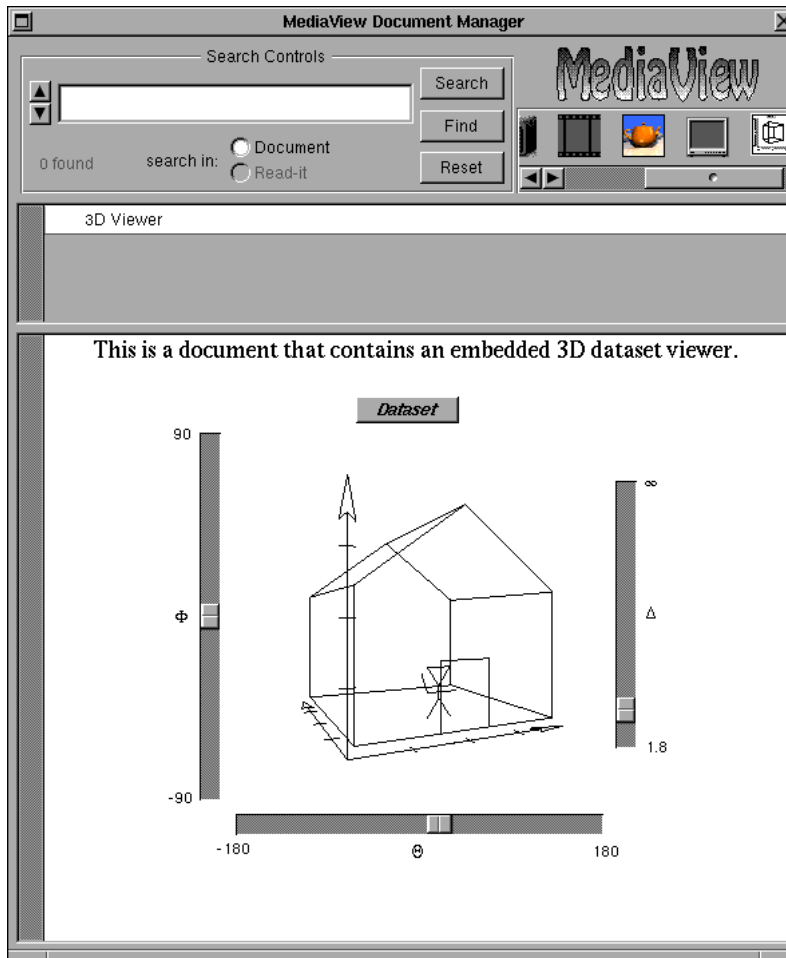 MediaView Document Manager
Search Controls
MediaView
Search
Find
0 found
search in:
Document
Read-it
Reset
3D Viewer
This is a document that contains an embedded 3D dataset viewer.
Dataset
90
∞
Φ
Δ
1.8
-90
-180
Θ
180